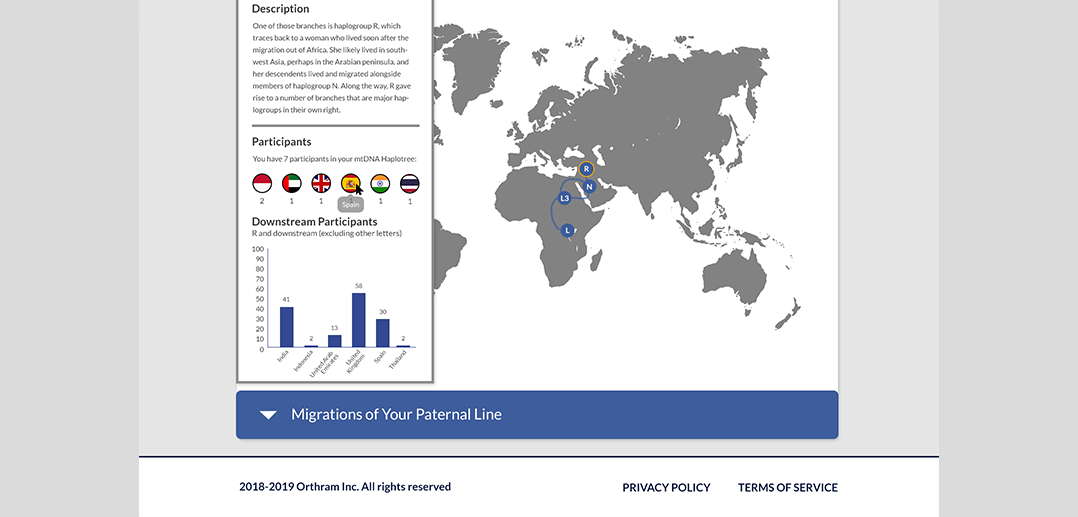 Description
One of those branches is haplogroup R, which
traces back to a woman who lived soon after the
migration out of Africa. She likely lived in south-
west Asia, perhaps in the Arabian peninsula, and
her descendents lived and migrated alongside
members of haplogroup N. Along the way, R gave
rise to a number of branches that are major hap-
logroups in their own right.
Participants
You have 7 participants in your mtDNA Haplotree:
2 1 1 1 1
Spain
Downstream Participants
R and downstream (excluding other letters)
100
90
80
70
60
50
40
30
20
10
0
41
2
13
58
30
2
India
Indonesia
United Arab
Emirates
United
Kingdom
Spain
Thailand
R
N
L3
L
Migrations of Your Paternal Line
2018-2019 Orthram Inc. All rights reserved
PRIVACY POLICY TERMS OF SERVICE